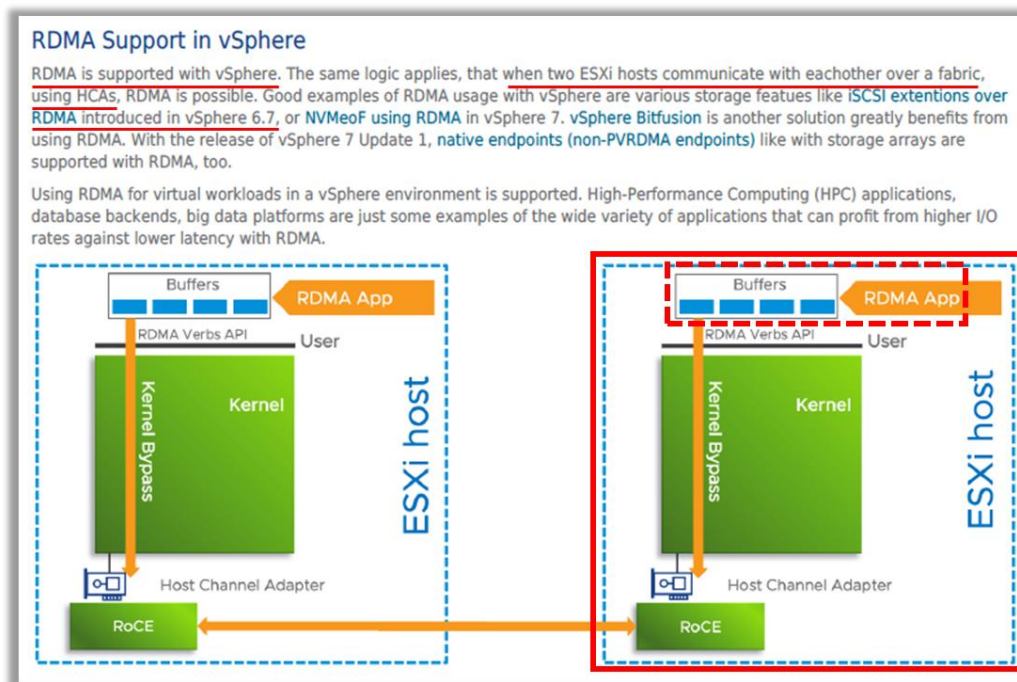 RDMA Support in vSphere
RDMA is supported with vSphere. The same logic applies, that when two ESXi hosts communicate with eachother over a fabric,
using HCAs, RDMA is possible. Good examples of RDMA usage with vSphere are various storage featues like iSCSI extentions over
RDMA introduced in vSphere 6.7, or NVMeoF using RDMA in vSphere 7. vSphere Bitfusion is another solution greatly benefits from
using RDMA. With the release of vSphere 7 Update 1, native endpoints (non-PVRDMA endpoints) like with storage arrays are
supported with RDMA, too.
Using RDMA for virtual workloads in a vSphere environment is supported. High-Performance Computing (HPC) applications,
database backends, big data platforms are just some examples of the wide variety of applications that can profit from higher I/O
rates against lower latency with RDMA.
Buffers
RDMA App
RDMA Verbs API
User
Kernel
Kernel Bypass
ESXi host
Host Channel Adapter
RoCE
Buffers
RDMA App
RDMA Verbs API
User
Kernel
Kernel Bypass
ESXi host
Host Channel Adapter
RoCE